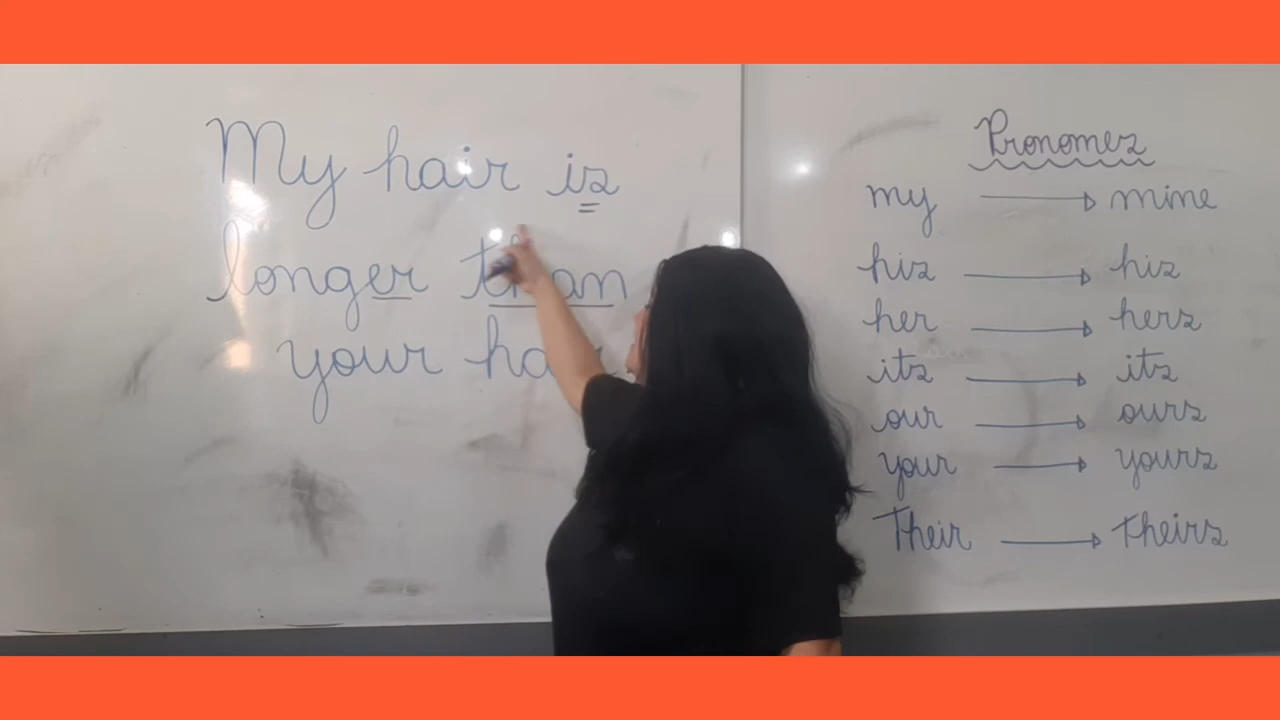 My hair is
longer than
your
Pronomes
my → mine
his → his
her → hers
its → its
our → ours
your → yours
Their → theirs